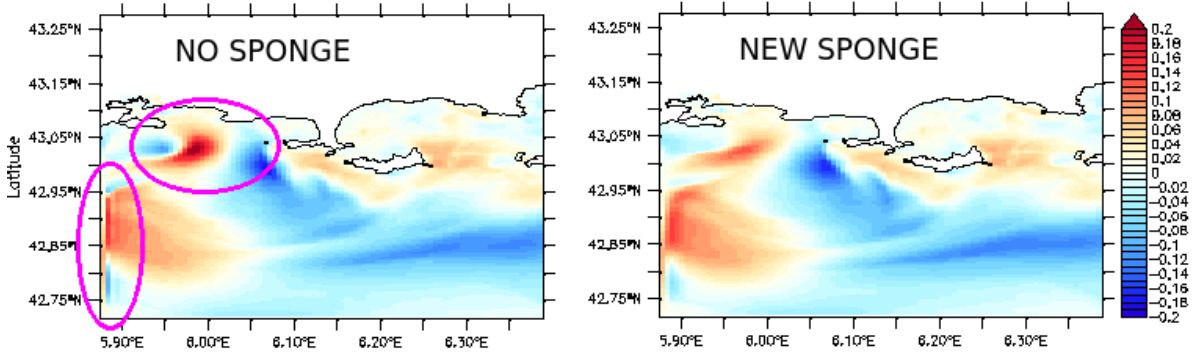 NO SPONGE
NEW SPONGE
Latitude
43.25°N
43.15°N
43.05°N
42.95°N
42.85°N
42.75°N
5.90°E
6.00°E
6.10°E
6.20°E
6.30°E
43.25°N
43.15°N
43.05°N
42.95°N
42.85°N
42.75°N
5.90°E
6.00°E
6.10°E
6.20°E
6.30°E
0.2
0.18
0.16
0.14
0.12
0.1
0.08
0.06
0.04
0.02
0
-0.02
-0.04
-0.06
-0.08
-0.1
-0.12
-0.14
-0.16
-0.18
-0.2